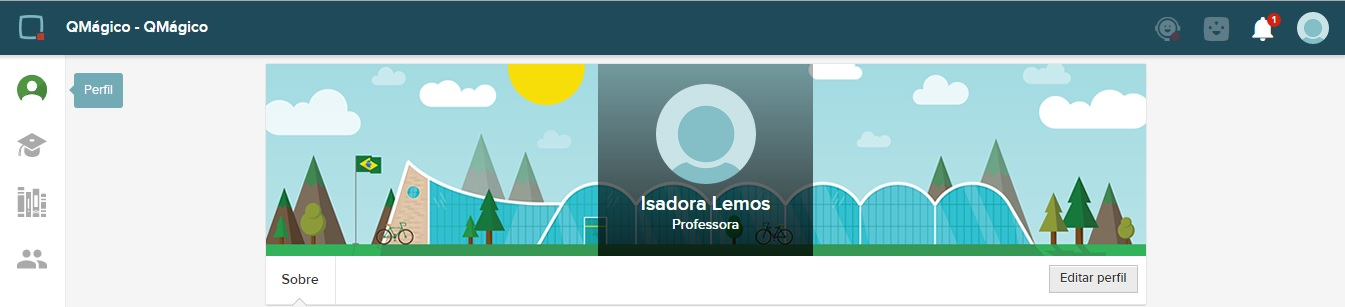 QMágico - QMágico
1
Perfil
Isadora Lemos
Professora
Sobre
Editar perfil